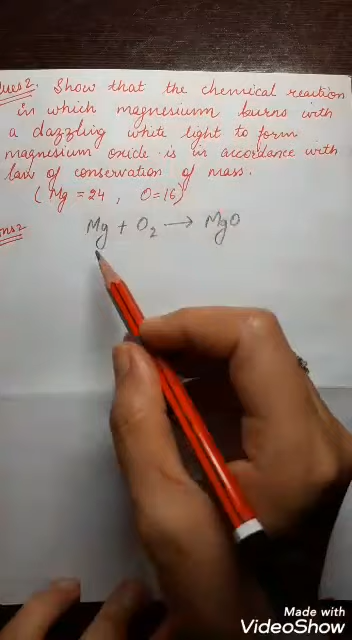 Ques2. Show that the chemical reaction
in which magnesium burns with
a dazzling white light to form
magnesium oxide is in accordance with
law of conservation of mass.
(Mg = 24, O=16)
Ans2 Mg + O₂ → MgO
Made with
VideoShow